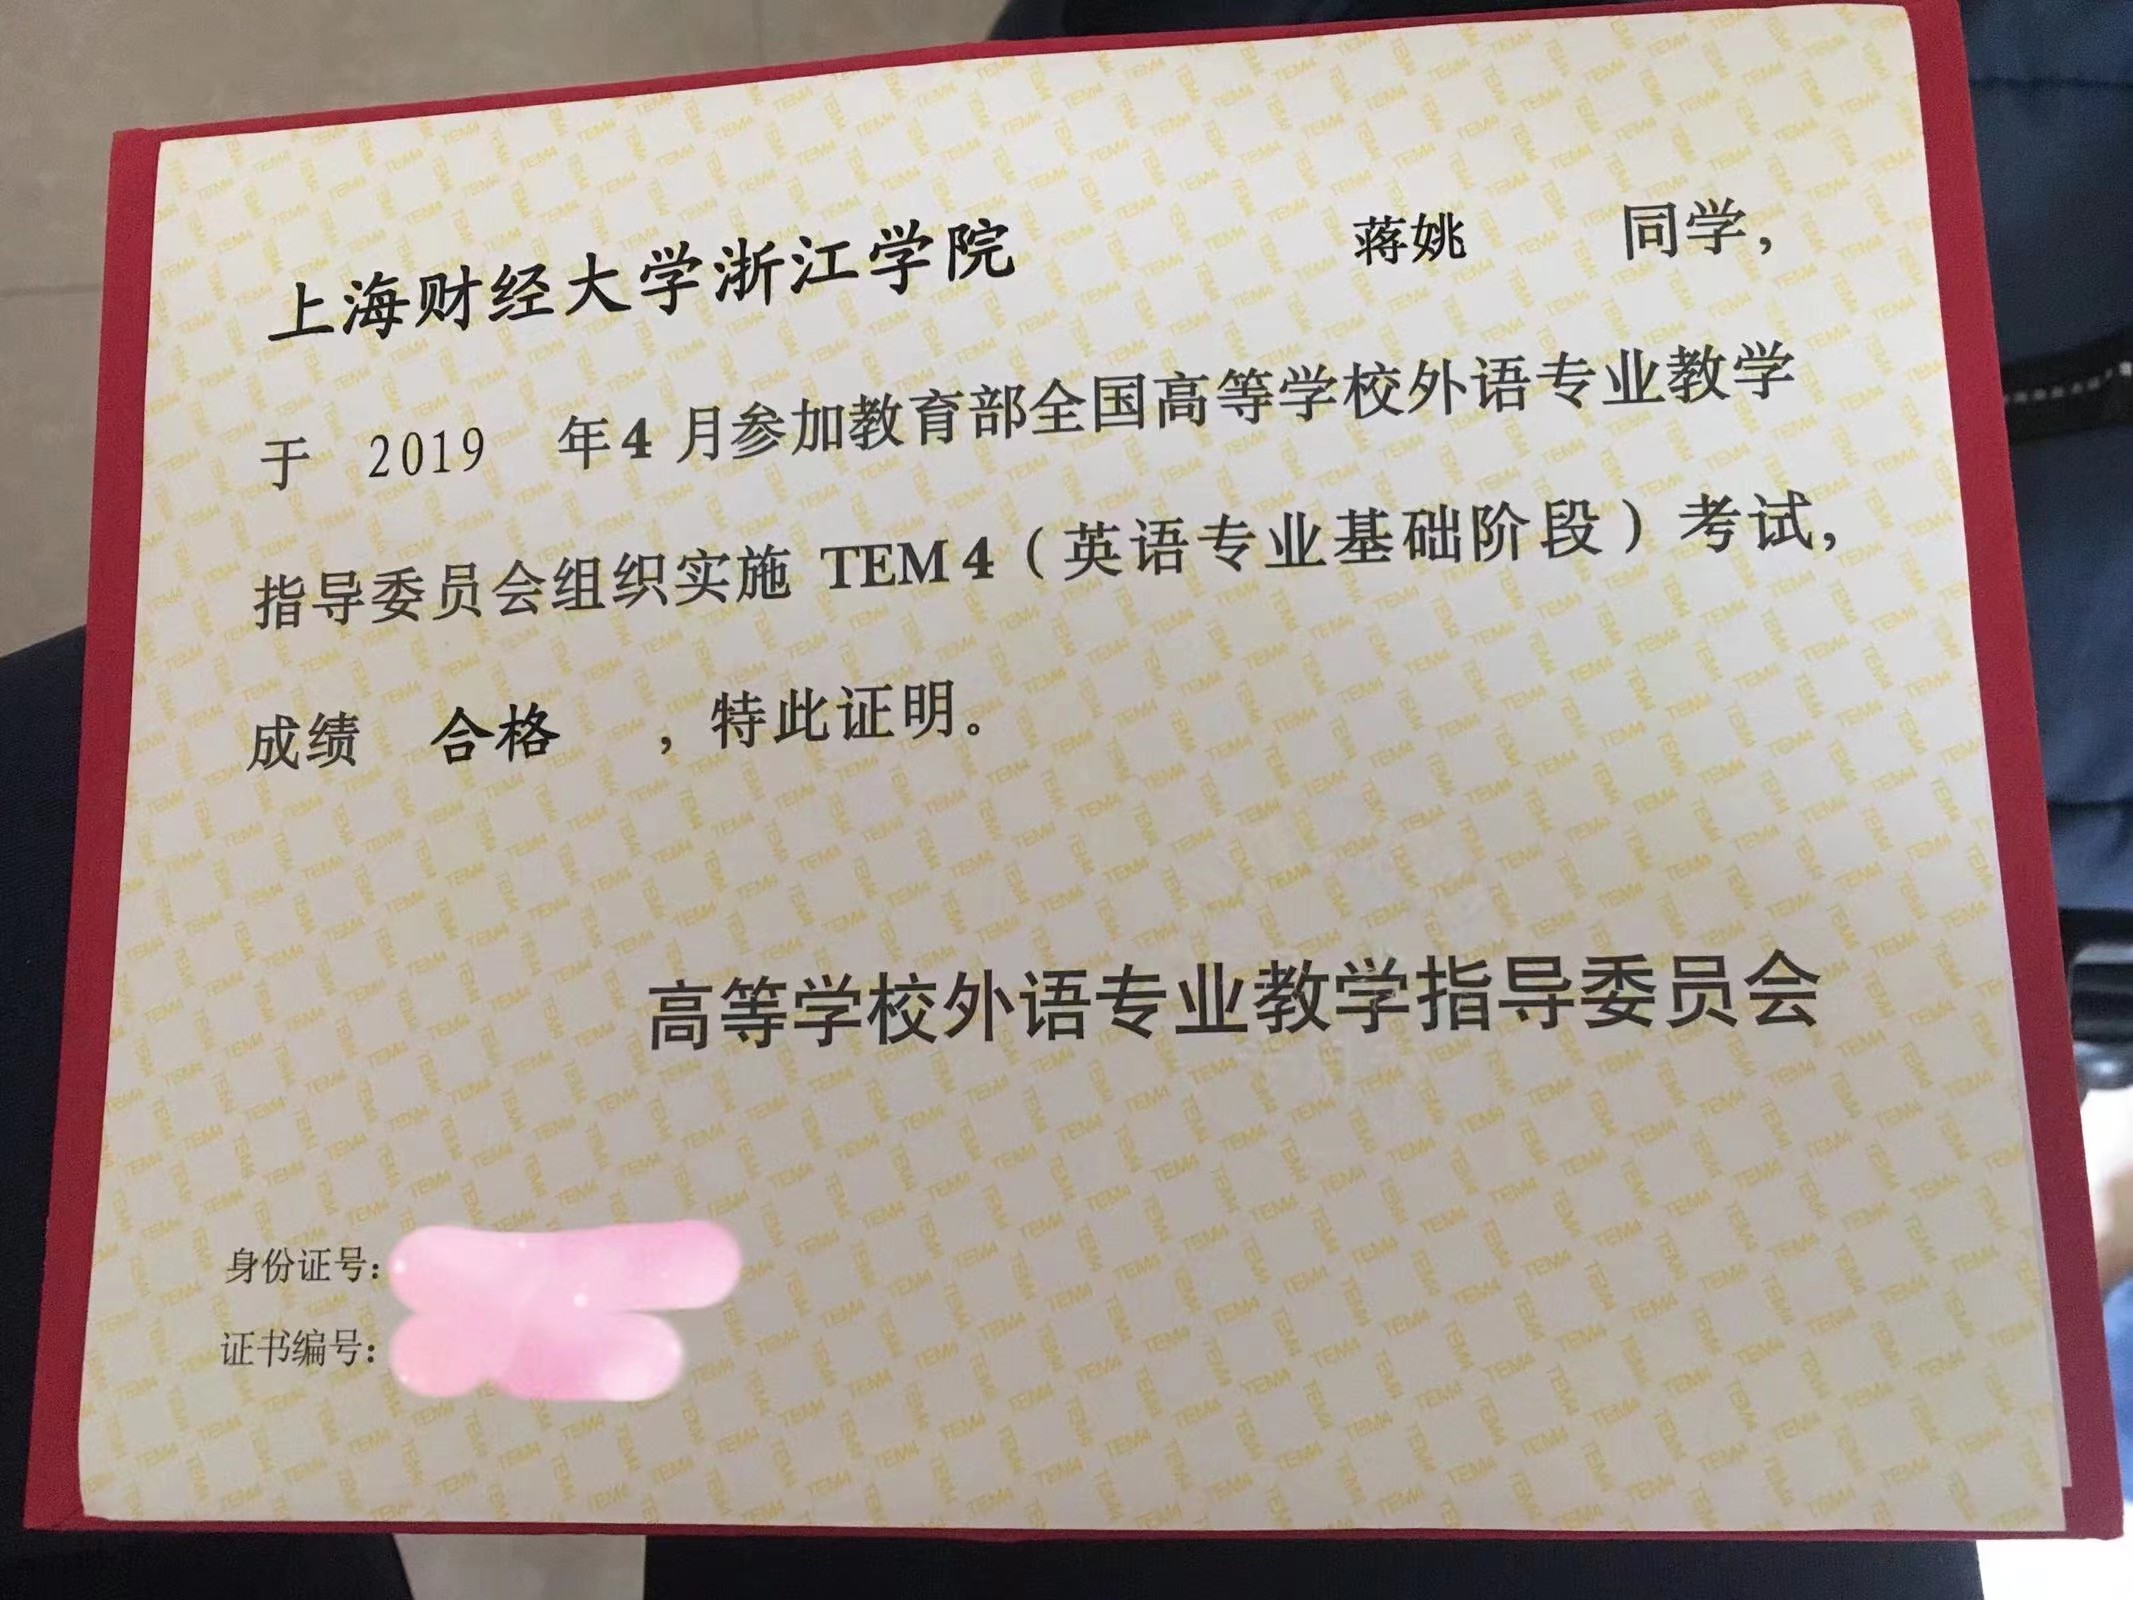 上海财经大学浙江学院 蒋姚 同学，
于 2019 年4月参加教育部全国高等学校外语专业教学
指导委员会组织实施 TEM4（英语专业基础阶段）考试，
成绩 合格 ，特此证明。
高等学校外语专业教学指导委员会
身份证号：
证书编号：